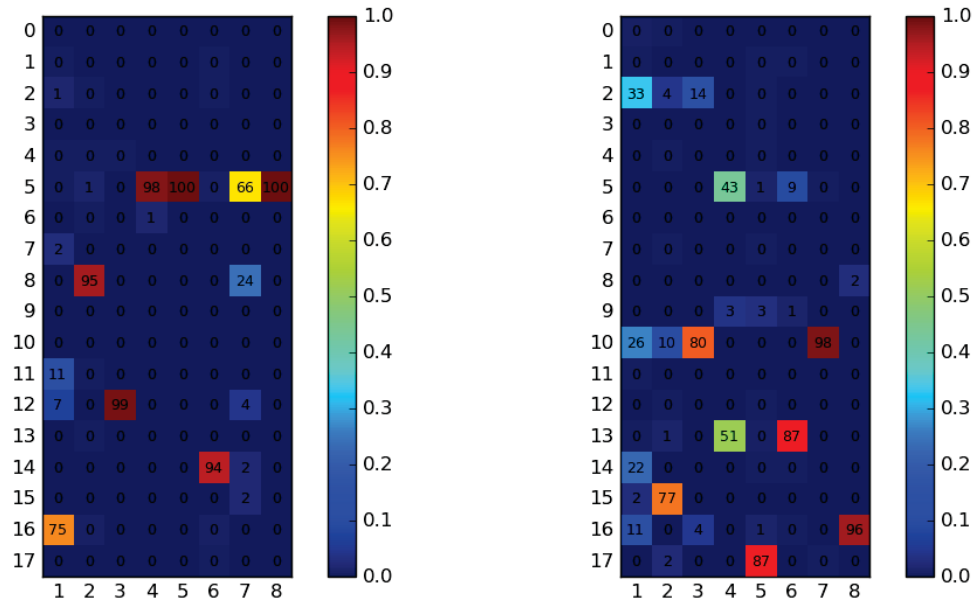 0 0 0 0 0 0 0 0 0
1 0 0 0 0 0 0 0 0
2 1 0 0 0 0 0 0 0
3 0 0 0 0 0 0 0 0
4 0 0 0 0 0 0 0 0
5 0 1 0 98 100 0 66 100
6 0 0 0 1 0 0 0 0
7 2 0 0 0 0 0 0 0
8 0 95 0 0 0 0 24 0
9 0 0 0 0 0 0 0 0
10 0 0 0 0 0 0 0 0
11 11 0 0 0 0 0 0 0
12 7 0 99 0 0 0 4 0
13 0 0 0 0 0 0 0 0
14 0 0 0 0 0 94 2 0
15 0 0 0 0 0 0 2 0
16 75 0 0 0 0 0 0 0
17 0 0 0 0 0 0 0 0
1 2 3 4 5 6 7 8
1.0
0.9
0.8
0.7
0.6
0.5
0.4
0.3
0.2
0.1
0.0
0 0 0 0 0 0 0 0 0
1 0 0 0 0 0 0 0 0
2 33 4 14 0 0 0 0 0
3 0 0 0 0 0 0 0 0
4 0 0 0 0 0 0 0 0
5 0 0 0 43 1 9 0 0
6 0 0 0 0 0 0 0 0
7 0 0 0 0 0 0 0 0
8 0 0 0 0 0 0 0 2
9 0 0 0 3 3 1 0 0
10 26 10 80 0 0 0 98 0
11 0 0 0 0 0 0 0 0
12 0 0 0 0 0 0 0 0
13 0 1 0 51 0 87 0 0
14 22 0 0 0 0 0 0 0
15 2 77 0 0 0 0 0 0
16 11 0 4 0 1 0 0 96
17 0 2 0 0 87 0 0 0
1 2 3 4 5 6 7 8
1.0
0.9
0.8
0.7
0.6
0.5
0.4
0.3
0.2
0.1
0.0